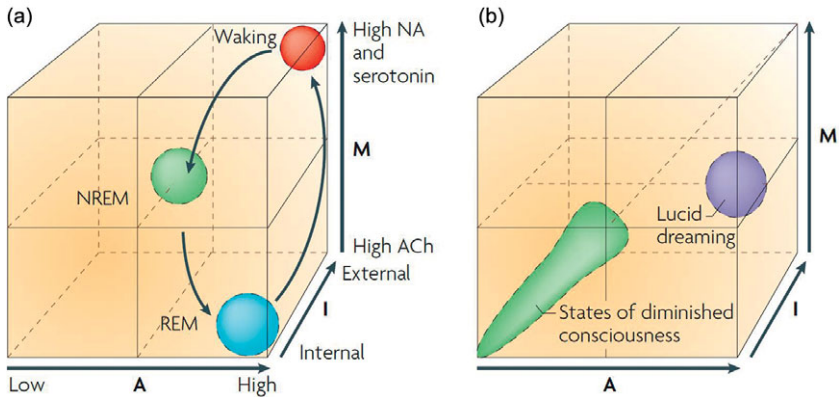 (a)
Waking
High NA
and
serotonin
M
NREM
High ACh
External
REM
I
Internal
Low
A
High
(b)
M
Lucid
dreaming
I
States of diminished
consciousness
A